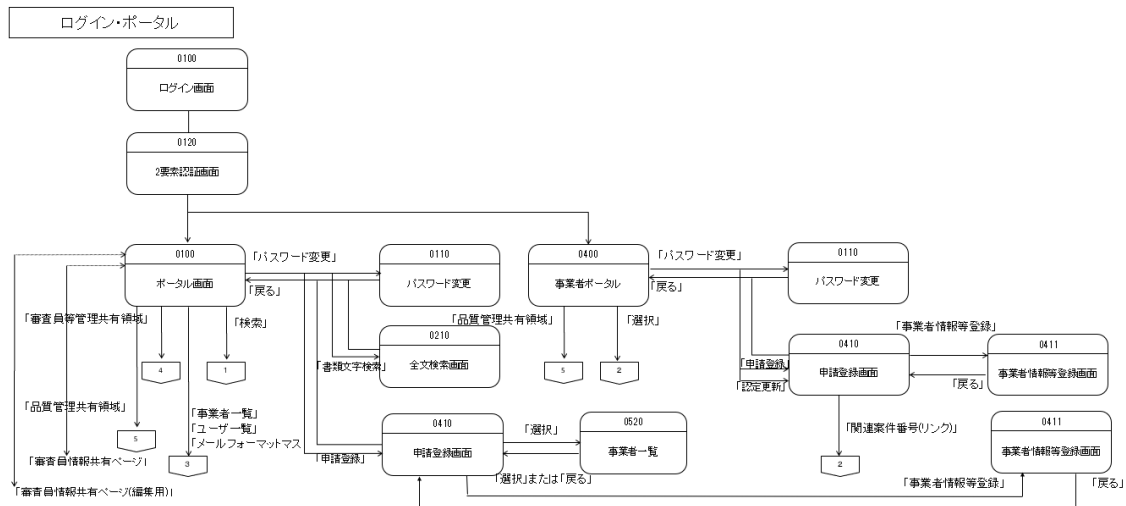 ログイン・ポータル
0100
ログイン画面
0120
2要素認証画面
0100
ポータル画面
「パスワード変更」
「戻る」
0110
パスワード変更
0400
事業者ポータル
「パスワード変更」
「戻る」
0110
パスワード変更
「審査員等管理共有領域」
「検索」
4
1
0210
全文検索画面
「書類文字検索」
「品質管理共有領域」
「選択」
5
2
「事業者情報等登録」
0410
申請登録画面
「申請登録」
「認定更新」
0411
事業者情報等登録画面
「戻る」
「品質管理共有領域」
5
「事業者一覧」
「ユーザ一覧」
「メールフォーマットマス
3
「審査員情報共有ページ」
「審査員情報共有ページ(編集用)」
0410
申請登録画面
「申請登録」
「選択」
0520
事業者一覧
「選択」または「戻る」
「関連案件番号(リンク)」
2
0411
事業者情報等登録画面
「事業者情報等登録」
「戻る」